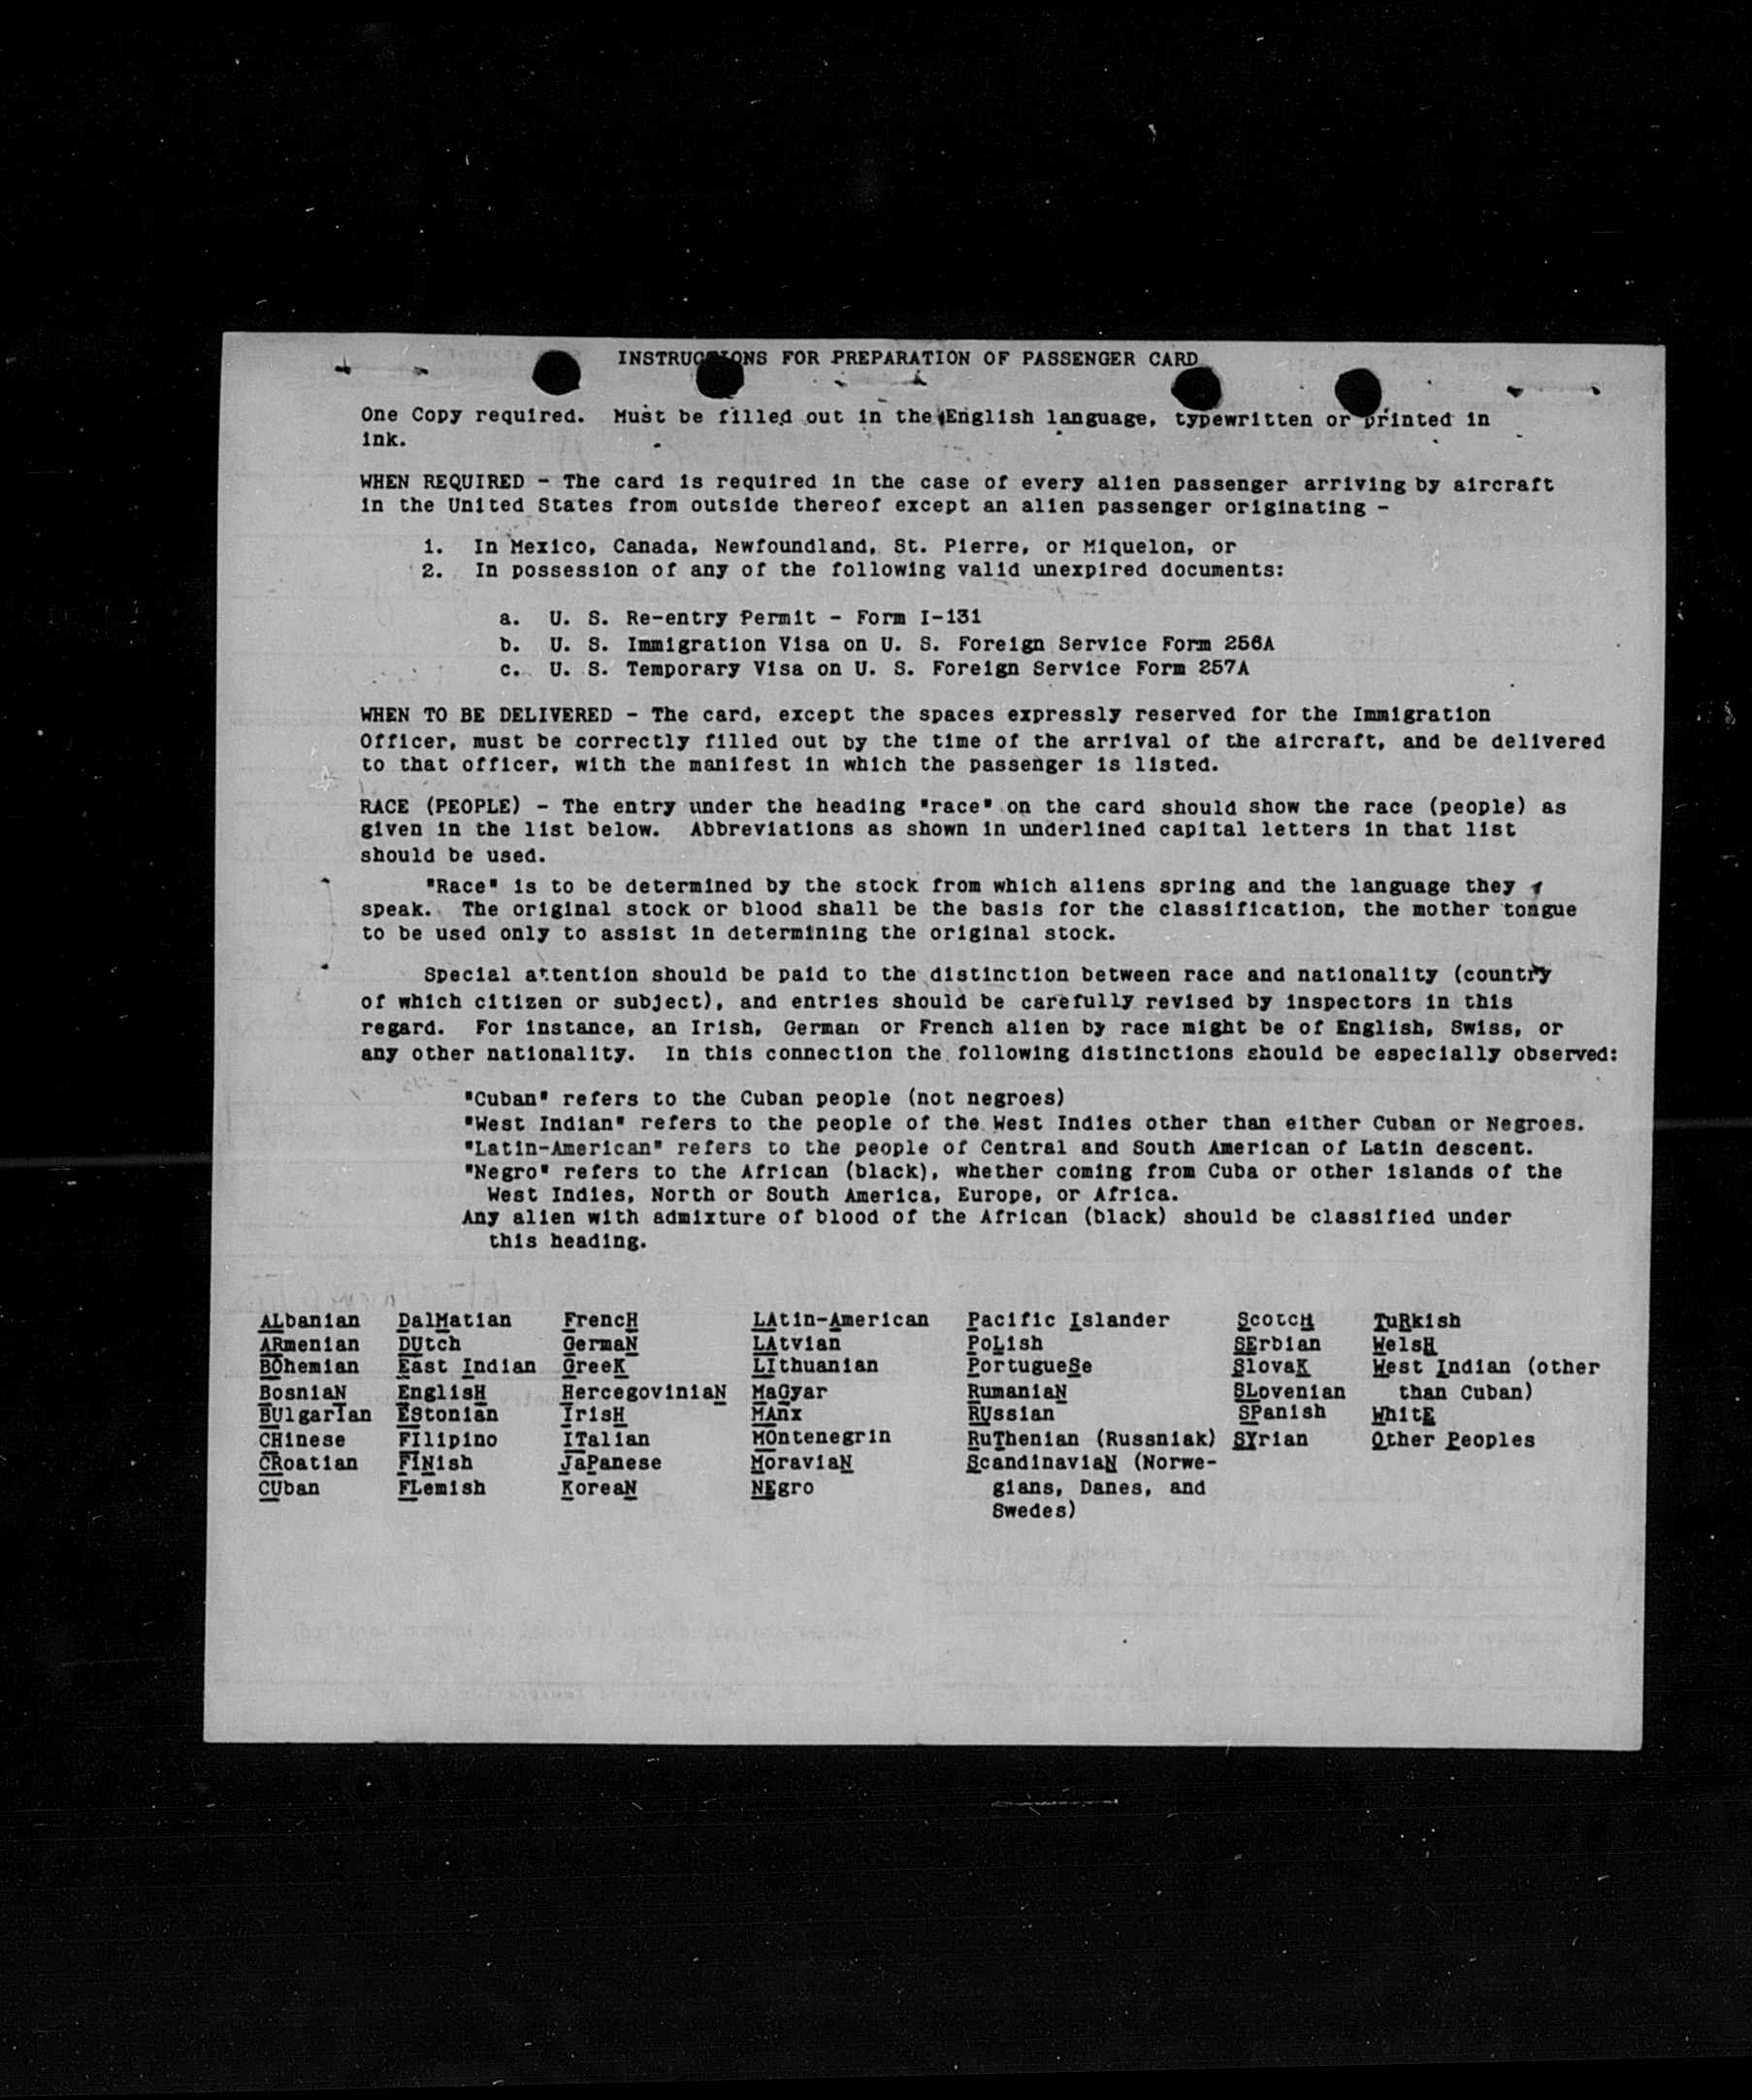 INSTRUCTIONS FOR PREPARATION OF PASSENGER CARD
One Copy required. Must be filled out in the English language, typewritten or printed in
ink.
WHEN REQUIRED - The card is required in the case of every alien passenger arriving by aircraft
in the United States from outside thereof except an alien passenger originating -
1. In Mexico, Canada, Newfoundland, St. Pierre, or Miquelon, or
2. In possession of any of the following valid unexpired documents:
a. U. S. Re-entry Permit - Form I-131
b. U. S. Immigration Visa on U. S. Foreign Service Form 256A
c. U. S. Temporary Visa on U. S. Foreign Service Form 257A
WHEN TO BE DELIVERED - The card, except the spaces expressly reserved for the Immigration
Officer, must be correctly filled out by the time of the arrival of the aircraft, and be delivered
to that officer, with the manifest in which the passenger is listed.
RACE (PEOPLE) - The entry under the heading "race" on the card should show the race (people) as
given in the list below. Abbreviations as shown in underlined capital letters in that list
should be used.
"Race" is to be determined by the stock from which aliens spring and the language they
speak. The original stock or blood shall be the basis for the classification, the mother tongue
to be used only to assist in determining the original stock.
Special attention should be paid to the distinction between race and nationality (country
of which citizen or subject), and entries should be carefully revised by inspectors in this
regard. For instance, an Irish, German or French alien by race might be of English, Swiss, or
any other nationality. In this connection the following distinctions should be especially observed:
"Cuban" refers to the Cuban people (not negroes)
"West Indian" refers to the people of the West Indies other than either Cuban or Negroes.
"Latin-American" refers to the people of Central and South American of Latin descent.
"Negro" refers to the African (black), whether coming from Cuba or other islands of the
West Indies, North or South America, Europe, or Africa.
Any alien with admixture of blood of the African (black) should be classified under
this heading.
ALbanian DalMatian FrencH LAtin-American Pacific Islander ScotcH TuRkish
ARmenian DUtch GermaN LAtvian PoLish SErbian WelsH
BOhemian East Indian GreeK LIthuanian PortugueSe SlovaK West Indian (other
BosniaN EnglisH HercegoviniaN MaGyar RumaniaN SLovenian than Cuban)
BUlgarIan EStonian IrisH MAnx RUssian SPanish WhitE
CHinese FIlipino ITalian MOntenegrin RuThenian (Russniak) SYrian Other Peoples
CRoatian FINish JaPanese MoraviaN ScandinaviaN (Norwe-
CUban FLemish KoreaN NEgro gians, Danes, and
Swedes)